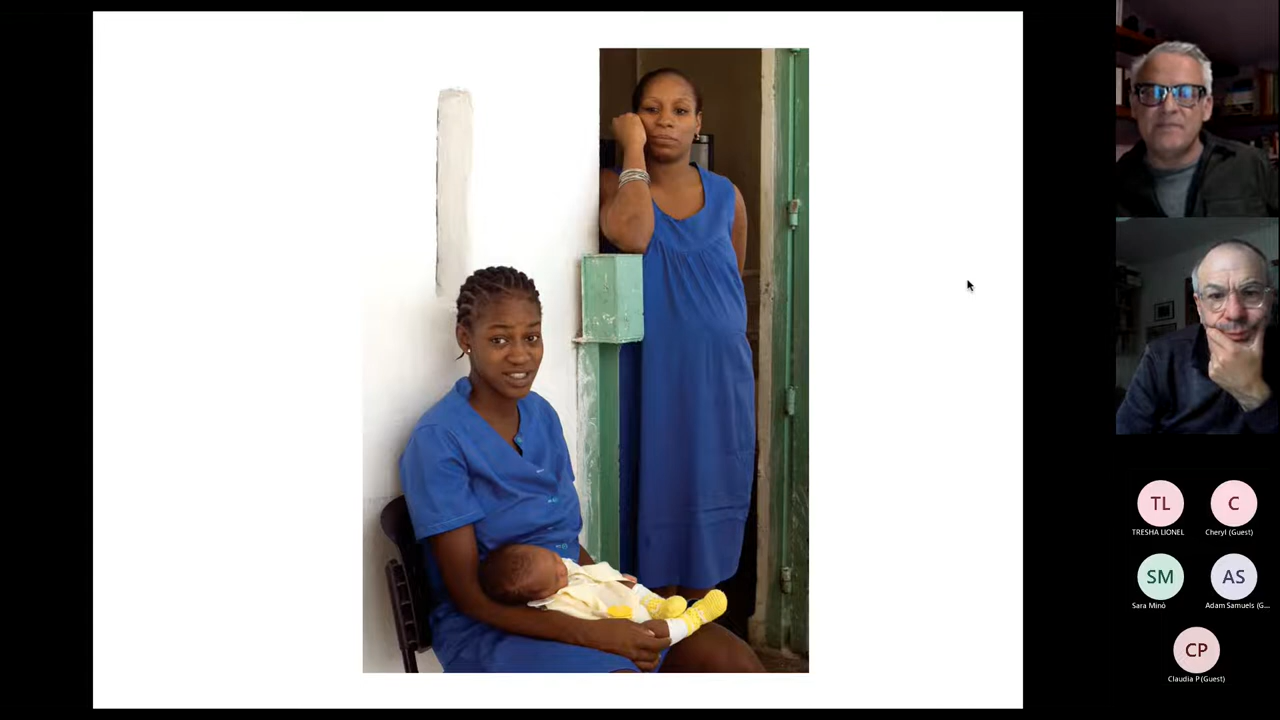 TL
C
TRESHA LIONEL
Cheryl (Guest)
SM
AS
Sara Minó
Adam Samuels (G...
CP
Claudia P (Guest)